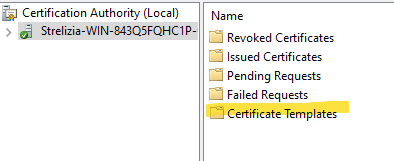 Certification Authority (Local)
Strelizia-WIN-843Q5FQHC1P-
Name
Revoked Certificates
Issued Certificates
Pending Requests
Failed Requests
Certificate Templates